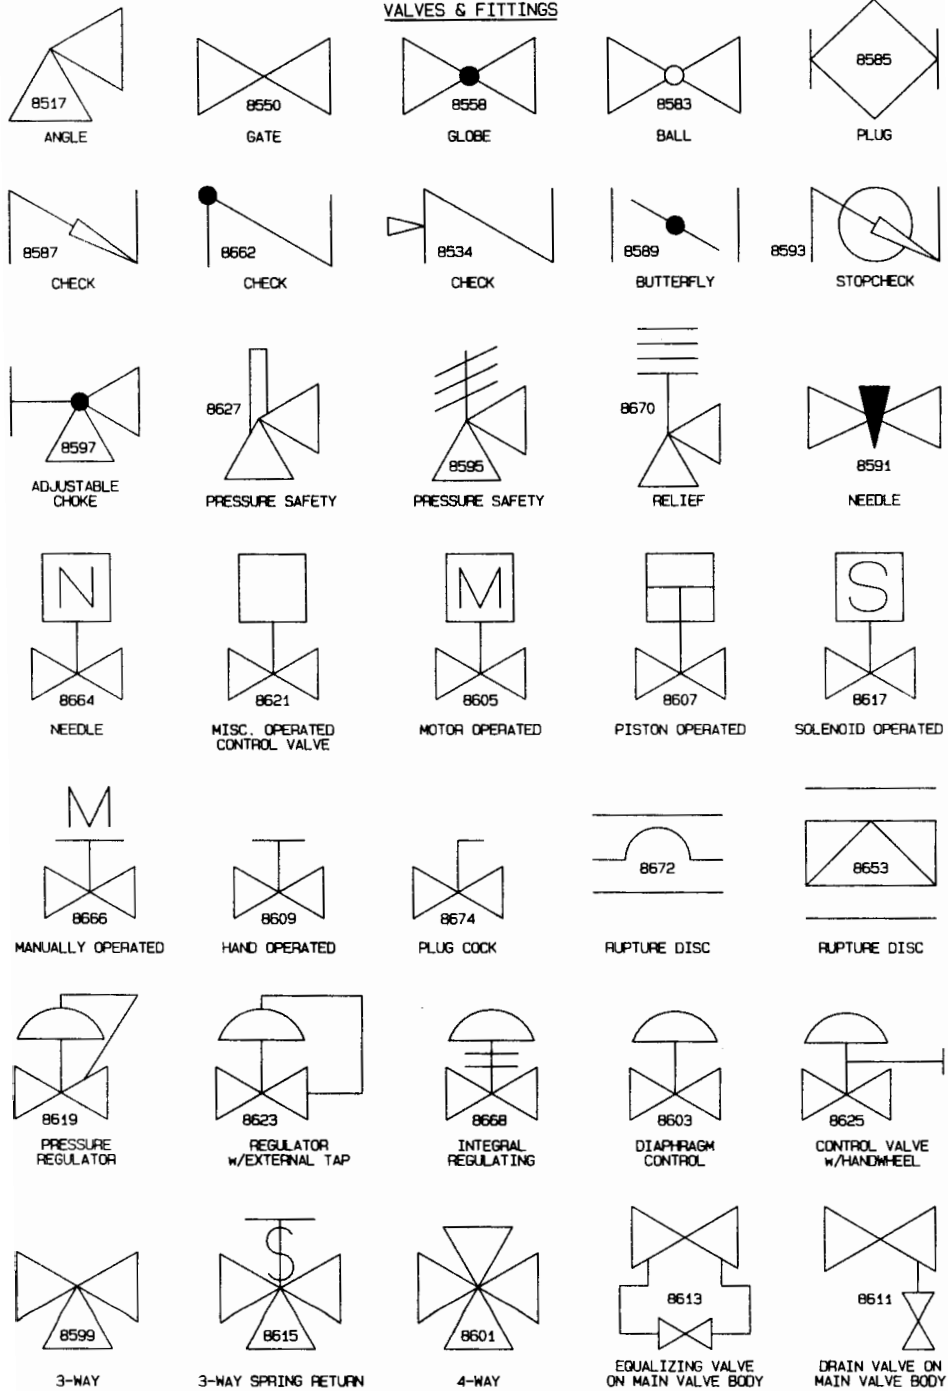 VALVES & FITTINGS
8517
8550
8558
8583
8585
ANGLE
GATE
GLOBE
BALL
PLUG
8587
8662
8534
8589
8593
CHECK
CHECK
CHECK
BUTTERFLY
STOPCHECK
8597
8627
8595
8670
8591
ADJUSTABLE
CHOKE
PRESSURE SAFETY
PRESSURE SAFETY
RELIEF
NEEDLE
N
M
S
8664
8621
8605
8607
8617
NEEDLE
MISC. OPERATED
CONTROL VALVE
MOTOR OPERATED
PISTON OPERATED
SOLENOID OPERATED
M
8666
8609
8674
8672
8653
MANUALLY OPERATED
HAND OPERATED
PLUG COCK
RUPTURE DISC
RUPTURE DISC
8619
8623
8668
8603
8625
PRESSURE
REGULATOR
REGULATOR
W/EXTERNAL TAP
INTEGRAL
REGULATING
DIAPHRAGM
CONTROL
CONTROL VALVE
W/HANDWHEEL
S
8599
8615
8601
8613
8611
3-WAY
3-WAY SPRING RETURN
4-WAY
EQUALIZING VALVE
ON MAIN VALVE BODY
DRAIN VALVE ON
MAIN VALVE BODY